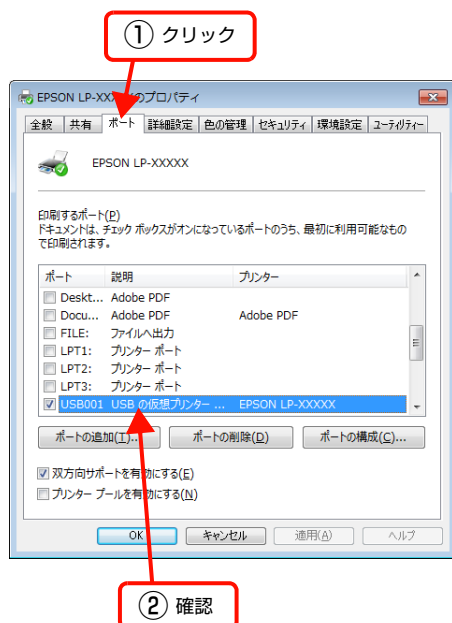 ① クリック
EPSON LP-XXXXXのプロパティ
全般 共有 ポート 詳細設定 色の管理 セキュリティ 環境設定 ユーティリティー
EPSON LP-XXXXX
印刷するポート(P)
ドキュメントは、チェック ボックスがオンになっているポートのうち、最初に利用可能なもの
で印刷されます。
ポート 説明 プリンター
Deskt... Adobe PDF
Docu... Adobe PDF Adobe PDF
FILE: ファイルへ出力
LPT1: プリンター ポート
LPT2: プリンター ポート
LPT3: プリンター ポート
USB001 USB の仮想プリンター ... EPSON LP-XXXXX
ポートの追加(T)... ポートの削除(D) ポートの構成(C)...
双方向サポートを有効にする(E)
プリンター プールを有効にする(N)
OK キャンセル 適用(A) ヘルプ
② 確認